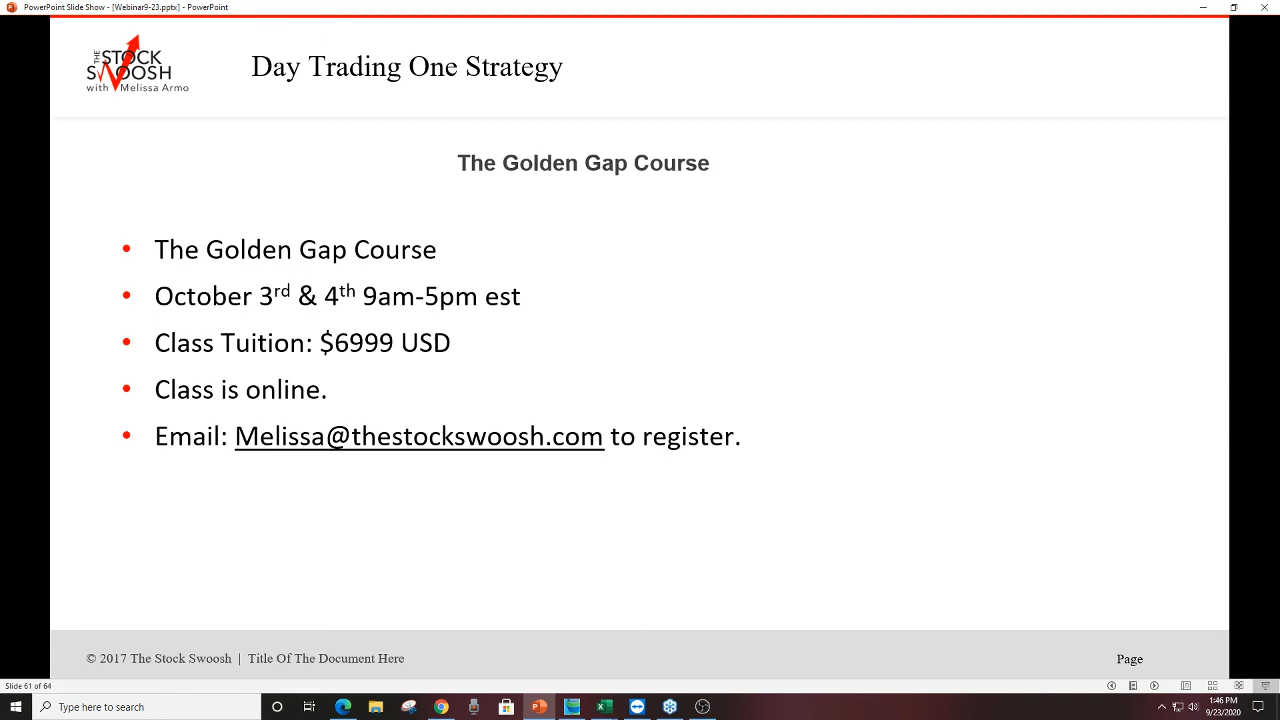 PowerPoint Slide Show - [Webinar9-23.pptx] - PowerPoint
THE
STOCK
SWOOSH
with Melissa Armo
Day Trading One Strategy
The Golden Gap Course
• The Golden Gap Course
• October 3rd & 4th 9am-5pm est
• Class Tuition: $6999 USD
• Class is online.
• Email: Melissa@thestockswoosh.com to register.
© 2017 The Stock Swoosh | Title Of The Document Here
Page
Slide 61 of 64
Type here to search
1:46 PM
9/23/2020